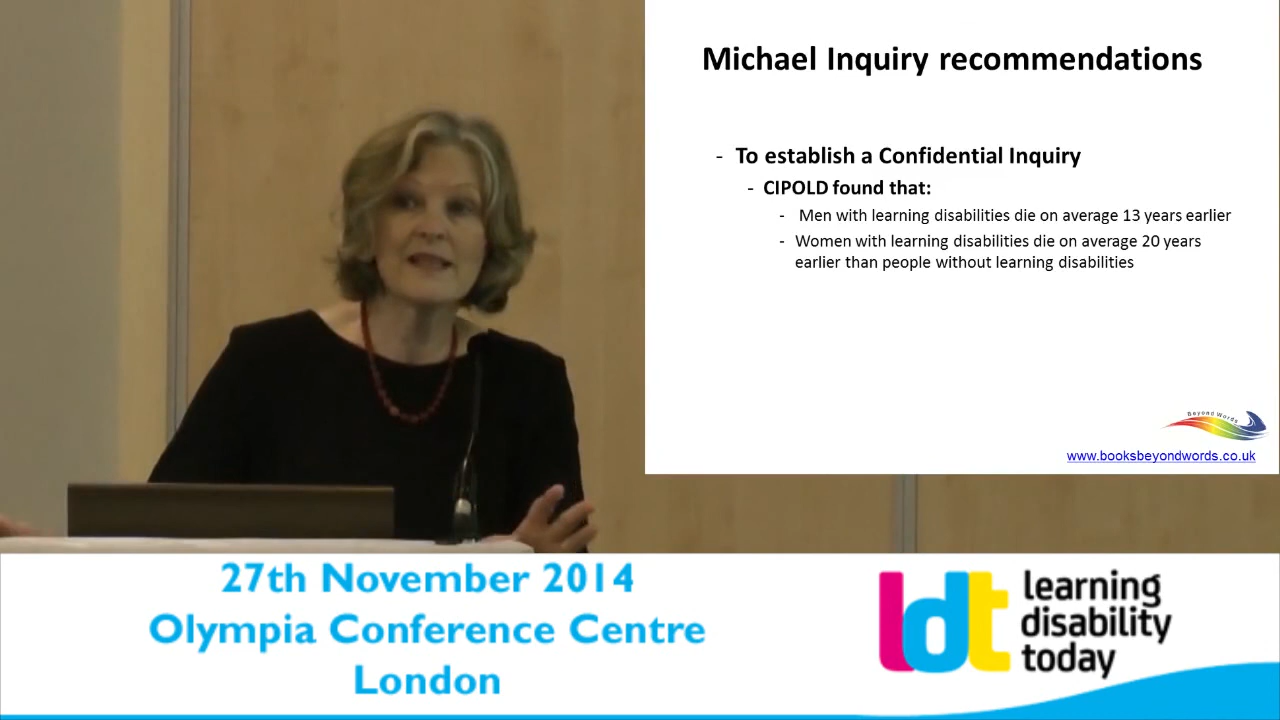 Michael Inquiry recommendations
- To establish a Confidential Inquiry
- CIPOLD found that:
- Men with learning disabilities die on average 13 years earlier
- Women with learning disabilities die on average 20 years
earlier than people without learning disabilities
Beyond Words
www.booksbeyondwords.co.uk
27th November 2014
Olympia Conference Centre
London
ldt
learning
disability
today